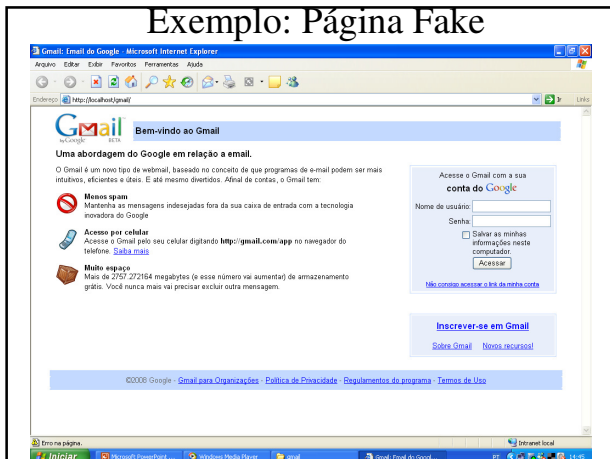 Exemplo: Página Fake
Gmail: Email do Google - Microsoft Internet Explorer
Arquivo Editar Exibir Favoritos Ferramentas Ajuda
Endereço http://localhost/gmail/ Ir Links
Gmail by Google BETA
Bem-vindo ao Gmail
Uma abordagem do Google em relação a email.
O Gmail é um novo tipo de webmail, baseado no conceito de que programas de e-mail podem ser mais
intuitivos, eficientes e úteis. E até mesmo divertidos. Afinal de contas, o Gmail tem:
Menos spam
Mantenha as mensagens indesejadas fora da sua caixa de entrada com a tecnologia
inovadora do Google
Acesso por celular
Acesse o Gmail pelo seu celular digitando http://gmail.com/app no navegador do
telefone. Saiba mais
Muito espaço
Mais de 2757.272164 megabytes (e esse número vai aumentar) de armazenamento
grátis. Você nunca mais vai precisar excluir outra mensagem.
Acesse o Gmail com a sua
conta do Google
Nome de usuário:
Senha:
Salvar as minhas
informações neste
computador.
Acessar
Não consigo acessar o link da minha conta
Inscrever-se em Gmail
Sobre Gmail Novos recursos!
©2008 Google - Gmail para Organizações - Política de Privacidade - Regulamentos do programa - Termos de Uso
Erro na página. Intranet local
Iniciar Microsoft PowerPoint ... Windows Media Player gmail Gmail: Email do Googl... PT 14:45